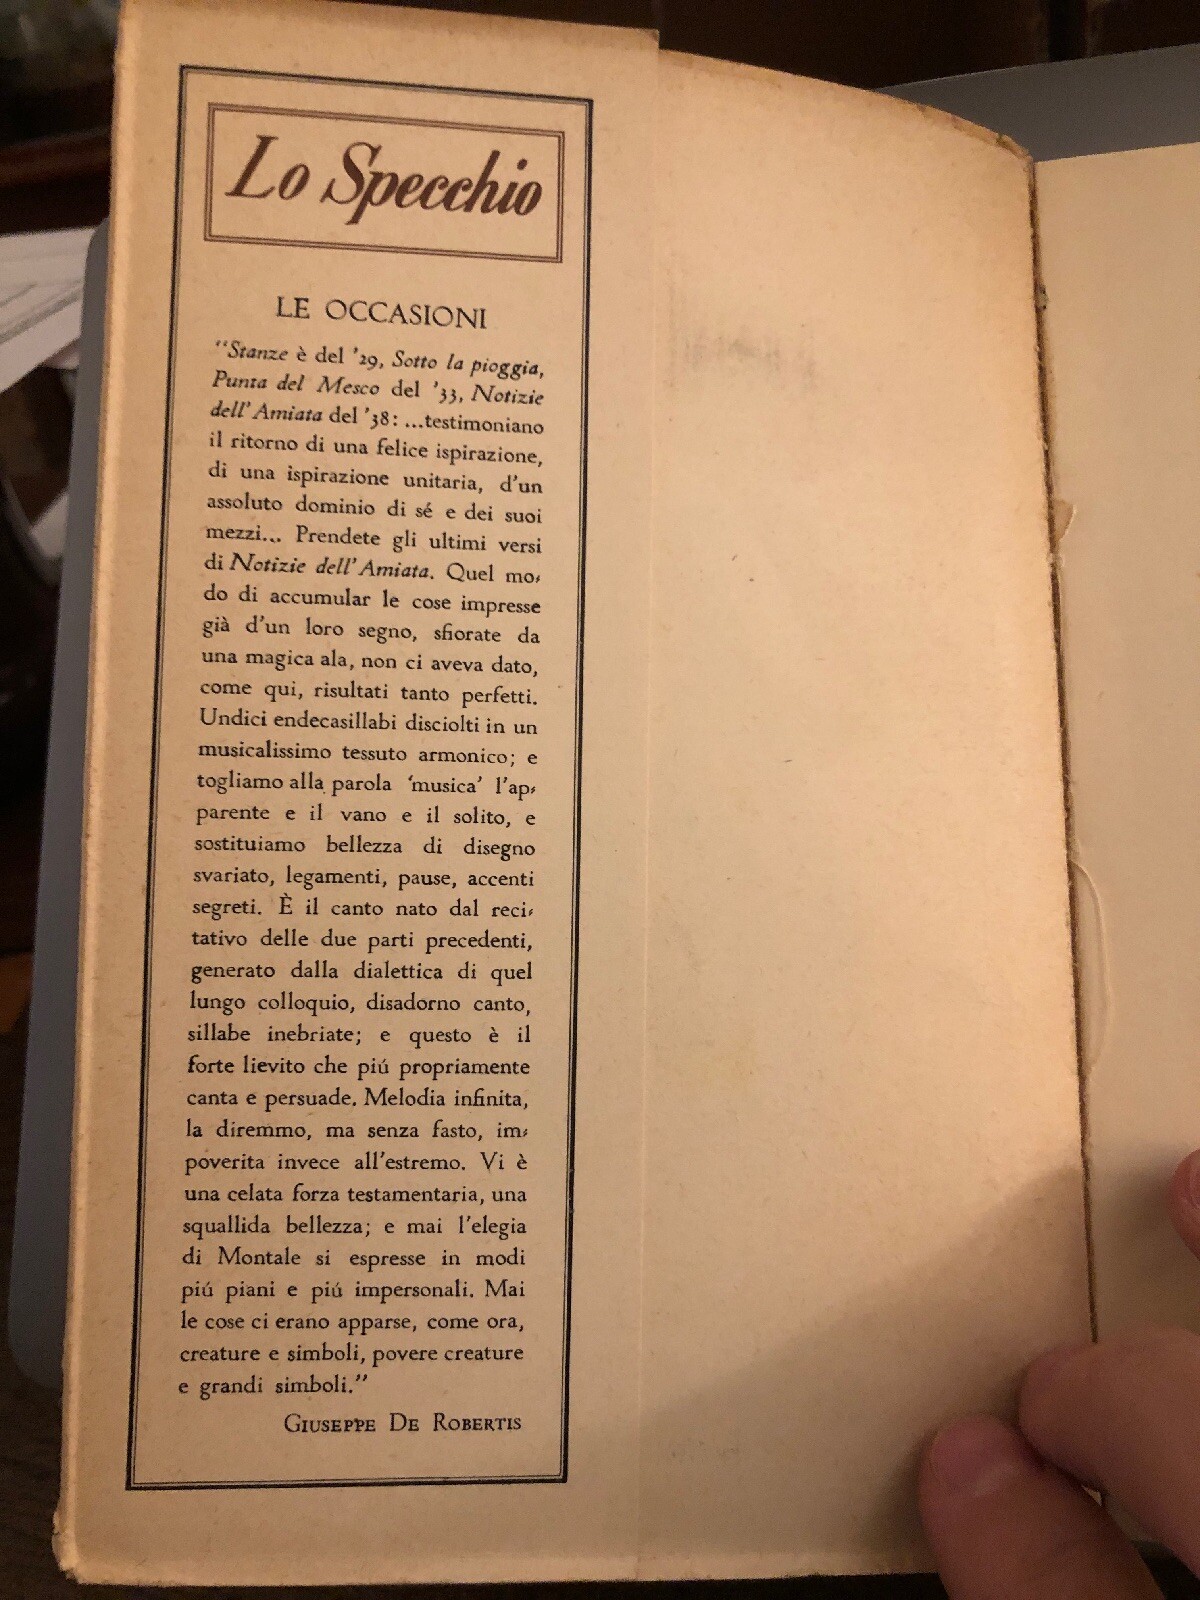 Lo Specchio
LE OCCASIONI
“Stanze è del ’29, Sotto la pioggia,
Punta del Mesco del ’33, Notizie
dell’Amiata del ’38: ...testimoniano
il ritorno di una felice ispirazione,
di una ispirazione unitaria, d’un
assoluto dominio di sé e dei suoi
mezzi... Prendete gli ultimi versi
di Notizie dell’Amiata. Quel mo-
do di accumular le cose impresse
già d’un loro segno, sfiorate da
una magica ala, non ci aveva dato,
come qui, risultati tanto perfetti.
Undici endecasillabi disciolti in un
musicalissimo tessuto armonico; e
togliamo alla parola ‘musica’ l’ap-
parente e il vano e il solito, e
sostituiamo bellezza di disegno
svariato, legamenti, pause, accenti
segreti. È il canto nato dal reci-
tativo delle due parti precedenti,
generato dalla dialettica di quel
lungo colloquio, disadorno canto,
sillabe inebriate; e questo è il
forte lievito che piú propriamente
canta e persuade. Melodia infinita,
la diremmo, ma senza fasto, im-
poverita invece all’estremo. Vi è
una celata forza testamentaria, una
squallida bellezza; e mai l’elegia
di Montale si espresse in modi
piú piani e piú impersonali. Mai
le cose ci erano apparse, come ora,
creature e simboli, povere creature
e grandi simboli.”
GIUSEPPE DE ROBERTIS